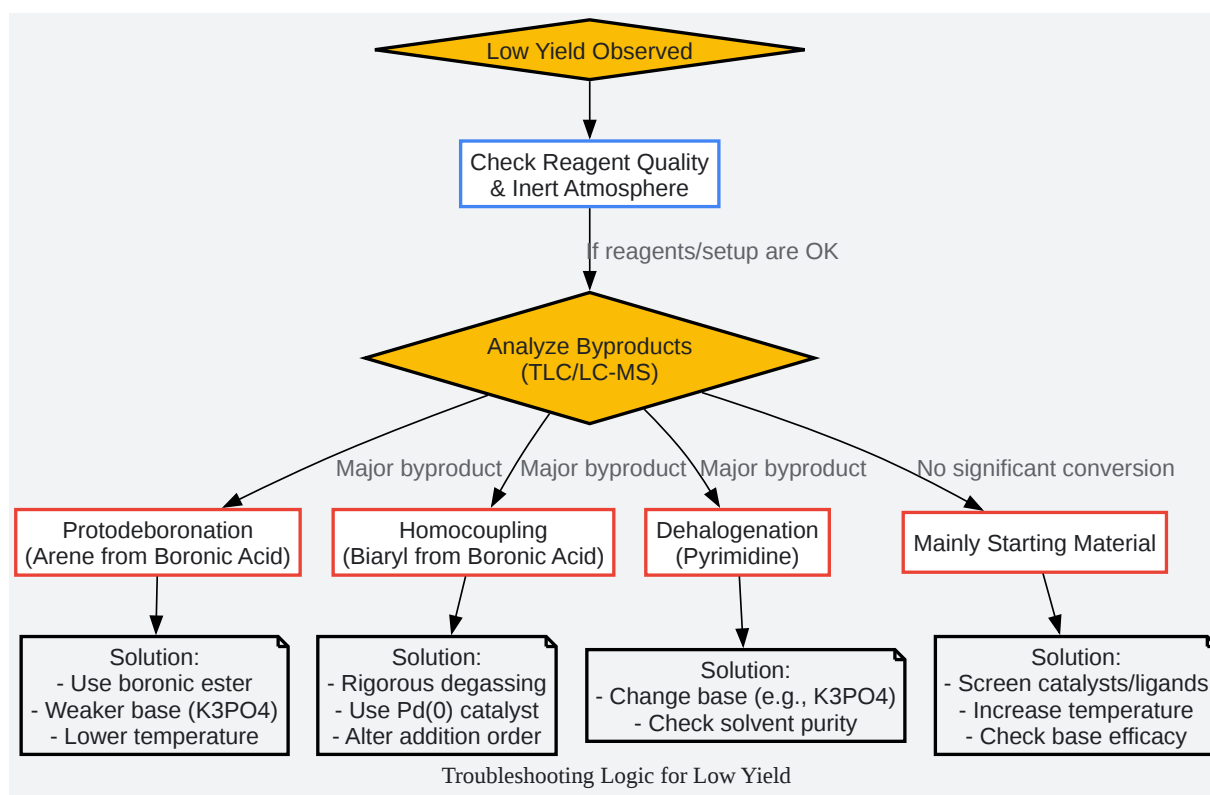 Low Yield Observed
Check Reagent Quality
& Inert Atmosphere
If reagents/setup are OK
Analyze Byproducts
(TLC/LC-MS)
Major byproduct
Major byproduct
Major byproduct
No significant conversion
Protodeboronation
(Arene from Boronic Acid)
Homocoupling
(Biaryl from Boronic Acid)
Dehalogenation
(Pyrimidine)
Mainly Starting Material
Solution:
- Use boronic ester
- Weaker base (K3PO4)
- Lower temperature
Solution:
- Rigorous degassing
- Use Pd(0) catalyst
- Alter addition order
Solution:
- Change base (e.g., K3PO4)
- Check solvent purity
Solution:
- Screen catalysts/ligands
- Increase temperature
- Check base efficacy
Troubleshooting Logic for Low Yield